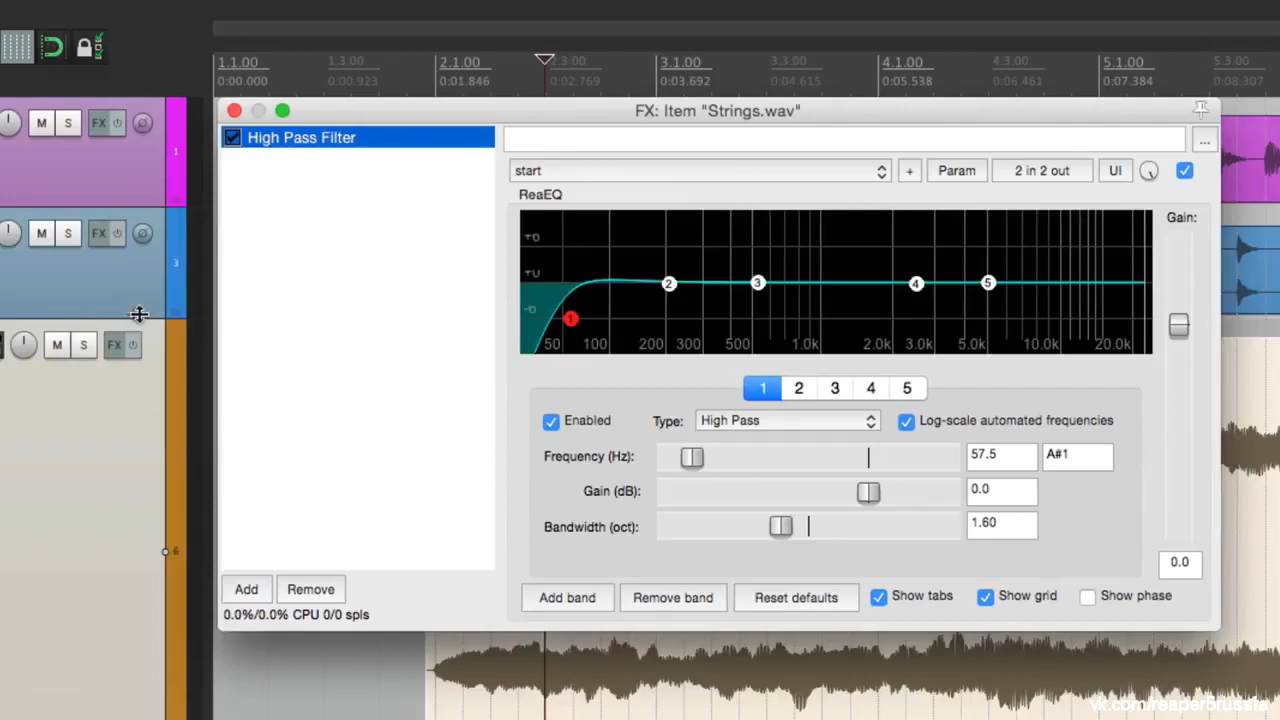 1.1.00 1.3.00 2.1.00 2.3.00 3.1.00 3.3.00 4.1.00 4.3.00 5.1.00 5.3.00
0:00.000 0:00.923 0:01.846 0:02.769 0:03.692 0:04.615 0:05.538 0:06.461 0:07.384 0:08.307
FX: Item "Strings.wav"
M S FX 1
High Pass Filter
...
start + Param 2 in 2 out UI
ReaEQ
Gain:
M S FX 3
2 3 4 5
1
50 100 200 300 500 1.0k 2.0k 3.0k 5.0k 10.0k 20.0k
M S FX
1 2 3 4 5
Enabled Type: High Pass Log-scale automated frequencies
Frequency (Hz): 57.5 A#1
Gain (dB): 0.0
Bandwidth (oct): 1.60
6
0.0
Add Remove
Add band Remove band Reset defaults Show tabs Show grid Show phase
0.0%/0.0% CPU 0/0 spls
vk.com/reaper5russia